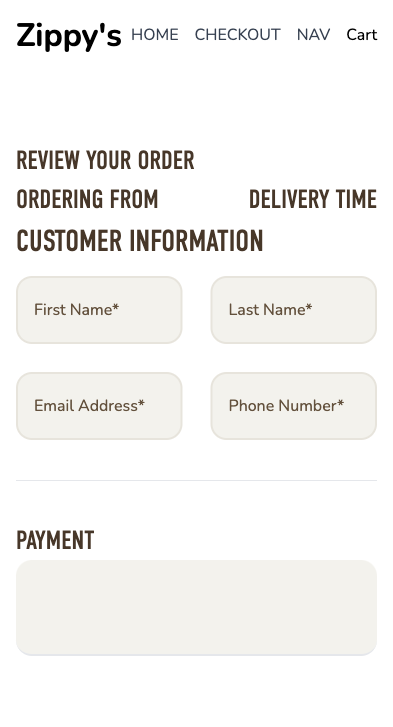 Zippy's HOME CHECKOUT NAV Cart
REVIEW YOUR ORDER
ORDERING FROM DELIVERY TIME
CUSTOMER INFORMATION
First Name* Last Name*
Email Address* Phone Number*
PAYMENT